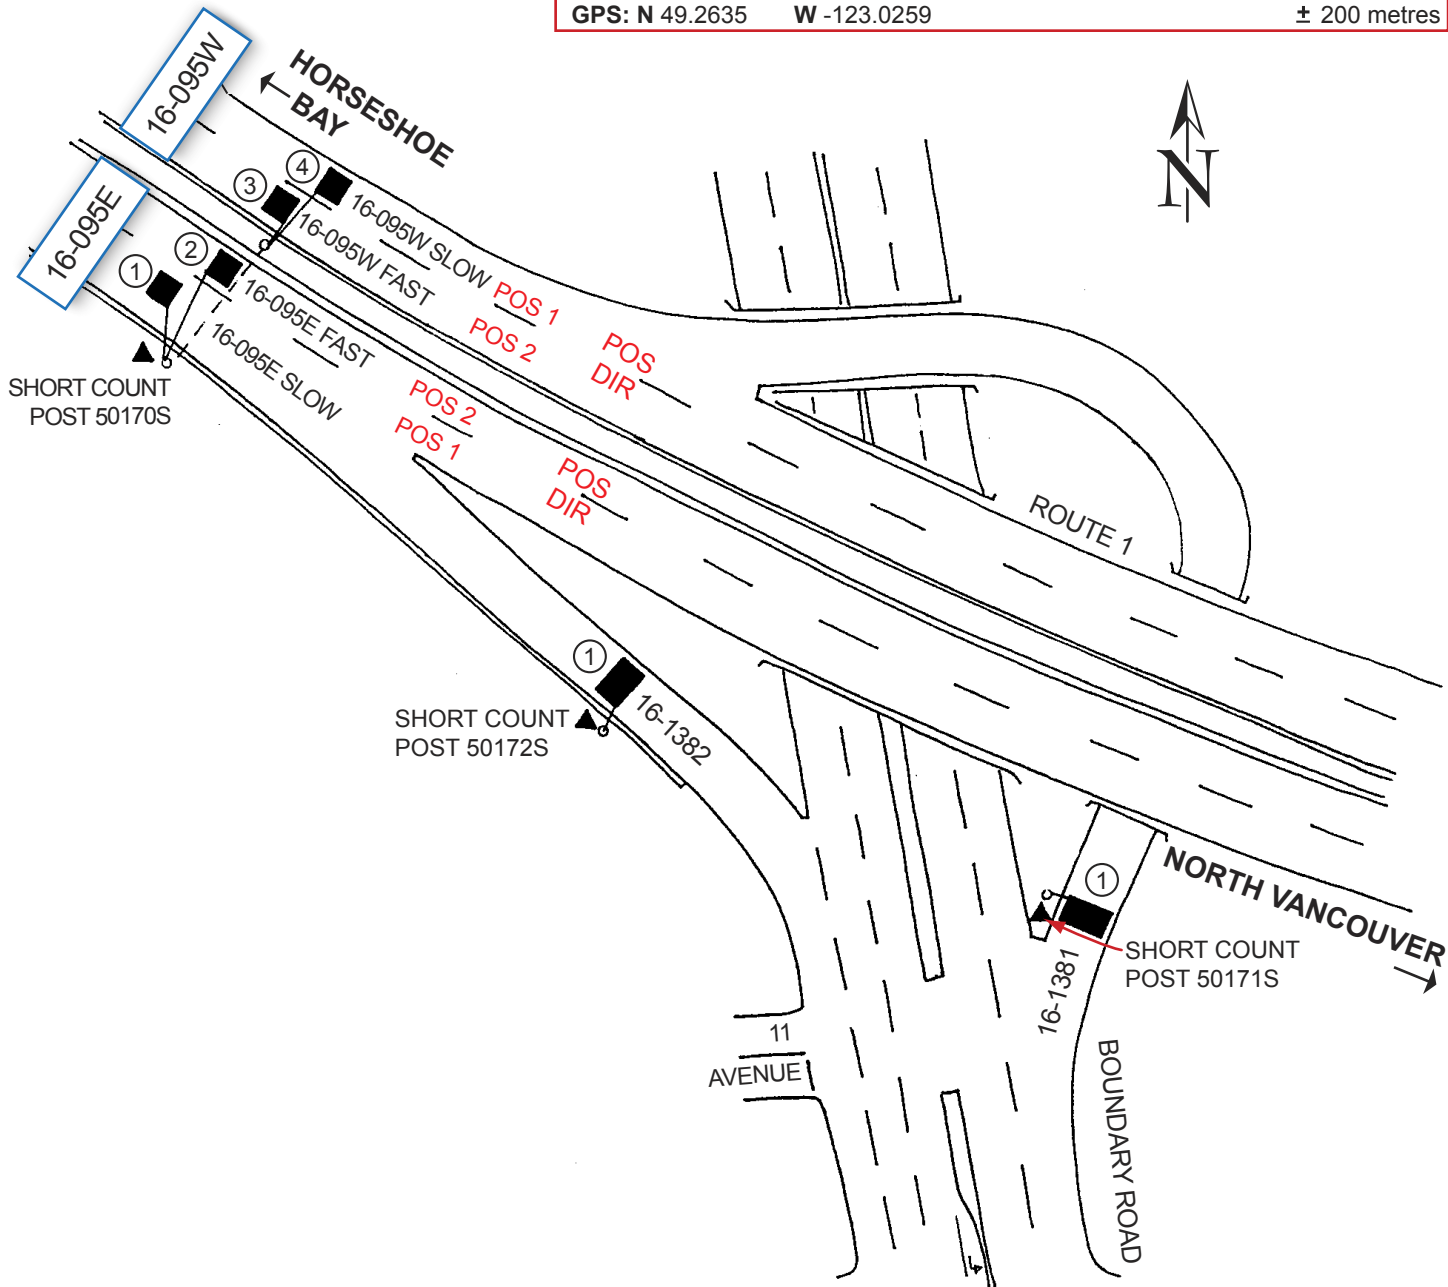 GPS: N 49.2635 W -123.0259 ± 200 metres
16-095W
HORSESHOE
BAY
N
16-095E
4
3
2
1
16-095W SLOW
16-095W FAST
16-095E FAST
16-095E SLOW
POS 1
POS 2
POS
DIR
POS 2
POS 1
POS
DIR
SHORT COUNT
POST 50170S
ROUTE 1
1
16-1382
SHORT COUNT
POST 50172S
1
NORTH VANCOUVER
SHORT COUNT
POST 50171S
16-1381
11
AVENUE
BOUNDARY ROAD